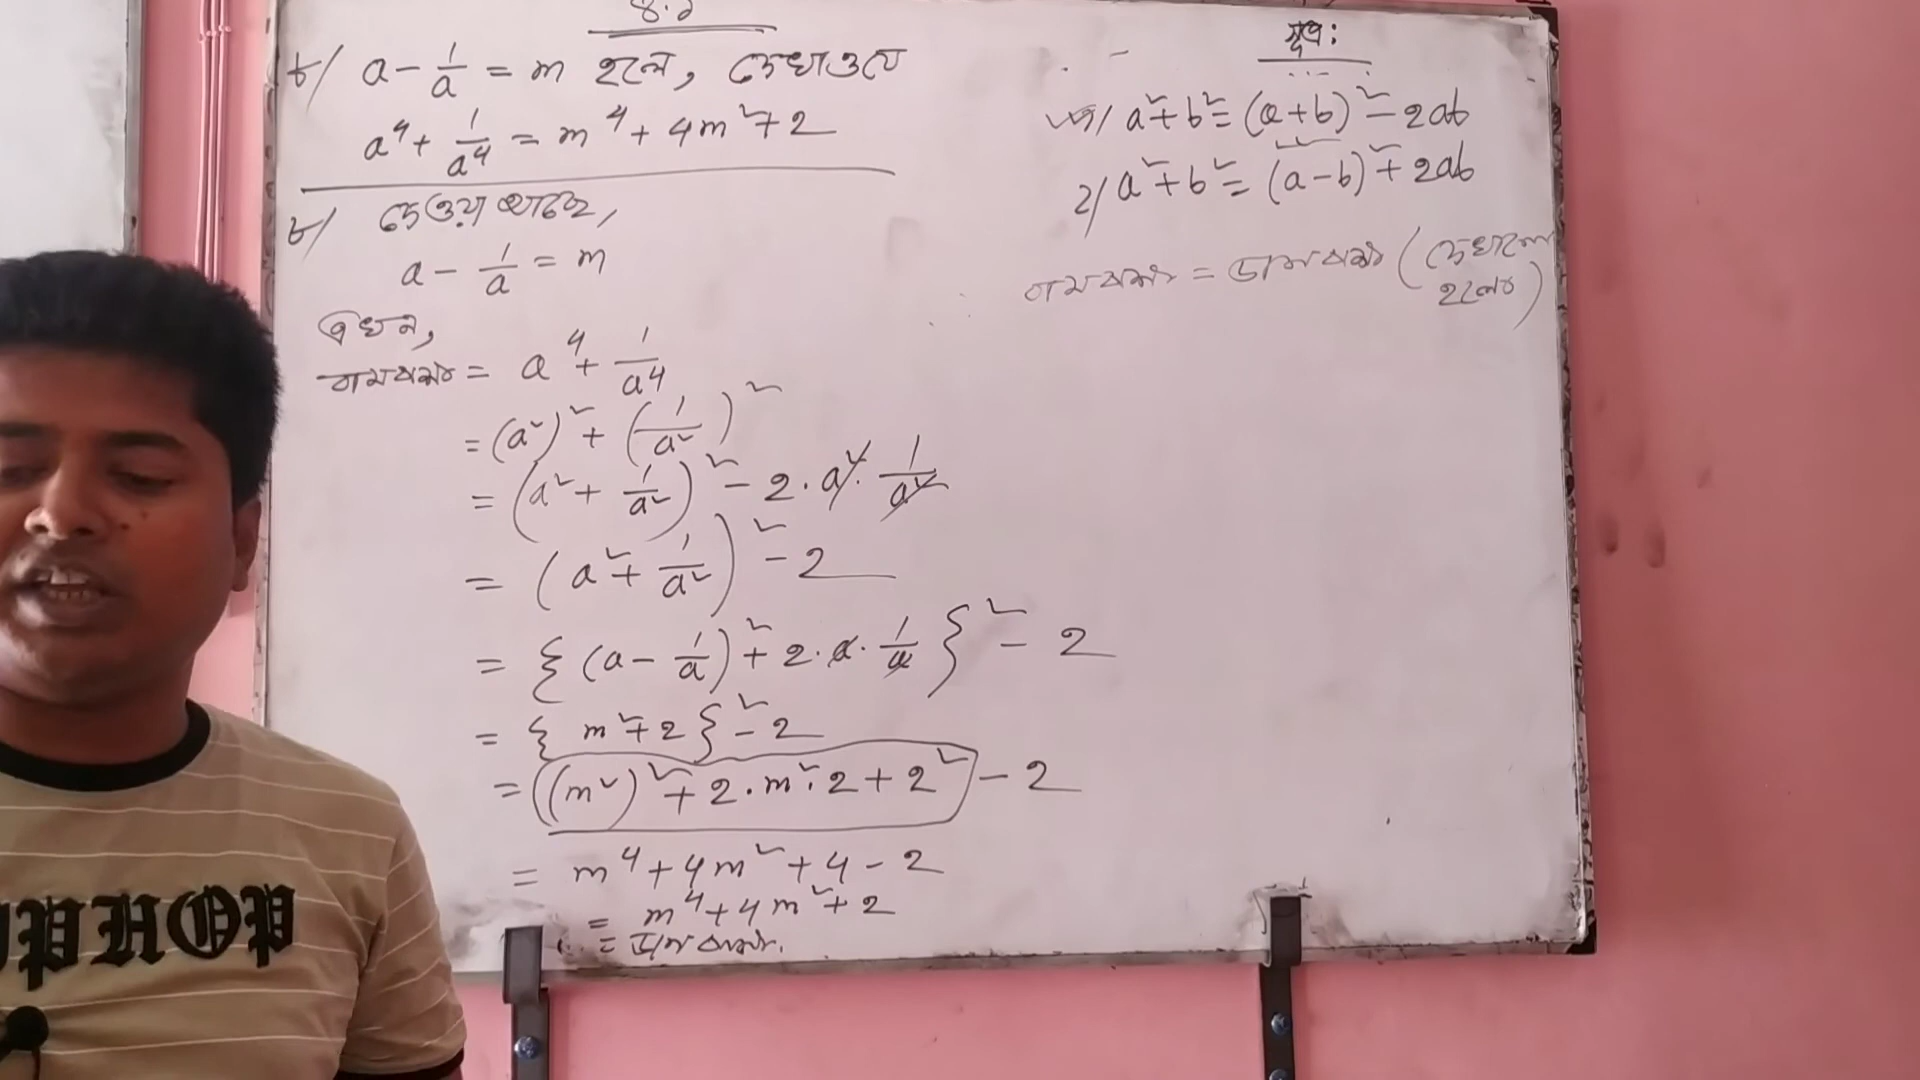 ৪.১
৮/ a - 1/a = m হলে, দেখাও যে
a⁴ + 1/a⁴ = m⁴ + 4m² + 2
৮/ দেওয়া আছে,
a - 1/a = m
এখন,
বামপক্ষ = a⁴ + 1/a⁴
= (a²)² + (1/a²)²
= (a² + 1/a²)² - 2 · a² · 1/a²
= (a² + 1/a²)² - 2
= {(a - 1/a)² + 2 · a · 1/a}² - 2
= {m² + 2}² - 2
= (m²)² + 2 · m² · 2 + 2² - 2
= m⁴ + 4m² + 4 - 2
= m⁴ + 4m² + 2
= ডানপক্ষ.
সূত্র:
১/ a² + b² = (a + b)² - 2ab
2/ a² + b² = (a - b)² + 2ab
বামপক্ষ = ডানপক্ষ (দেখানো
হলো)
PHOP